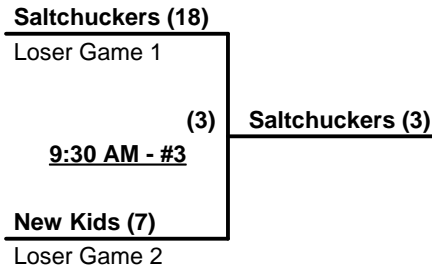 Saltchuckers (18)
Loser Game 1
(3)
Saltchuckers (3)
9:30 AM - #3
New Kids (7)
Loser Game 2